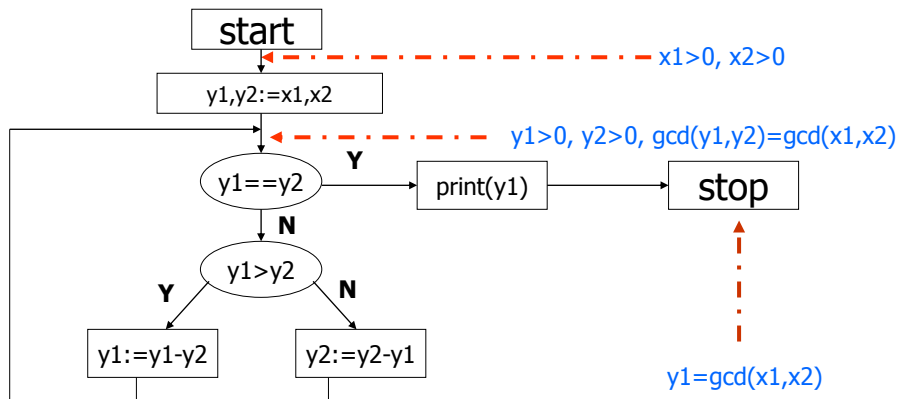 start
x1>0, x2>0
y1,y2:=x1,x2
y1>0, y2>0, gcd(y1,y2)=gcd(x1,x2)
y1==y2
Y
print(y1)
stop
N
y1>y2
Y
N
y1:=y1-y2
y2:=y2-y1
y1=gcd(x1,x2)